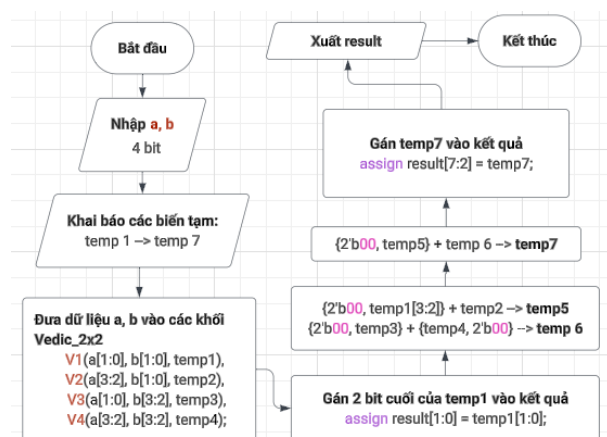 Bắt đầu
Nhập a, b
4 bit
Khai báo các biến tạm:
temp 1 –> temp 7
Đưa dữ liệu a, b vào các khối
Vedic_2x2
V1(a[1:0], b[1:0], temp1),
V2(a[3:2], b[1:0], temp2),
V3(a[1:0], b[3:2], temp3),
V4(a[3:2], b[3:2], temp4);
Gán 2 bit cuối của temp1 vào kết quả
assign result[1:0] = temp1[1:0];
{2'b00, temp1[3:2]} + temp2 –> temp5
{2'b00, temp3} + {temp4, 2'b00} –> temp 6
{2'b00, temp5} + temp 6 –> temp7
Gán temp7 vào kết quả
assign result[7:2] = temp7;
Xuất result
Kết thúc